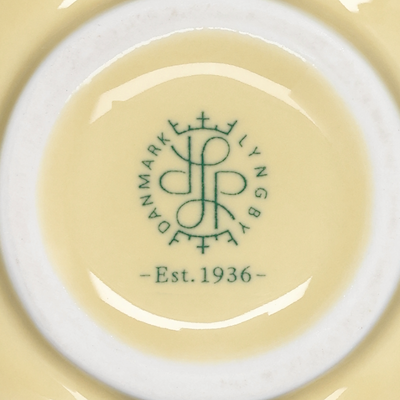 DANMARK LYNGBY
-Est. 1936-